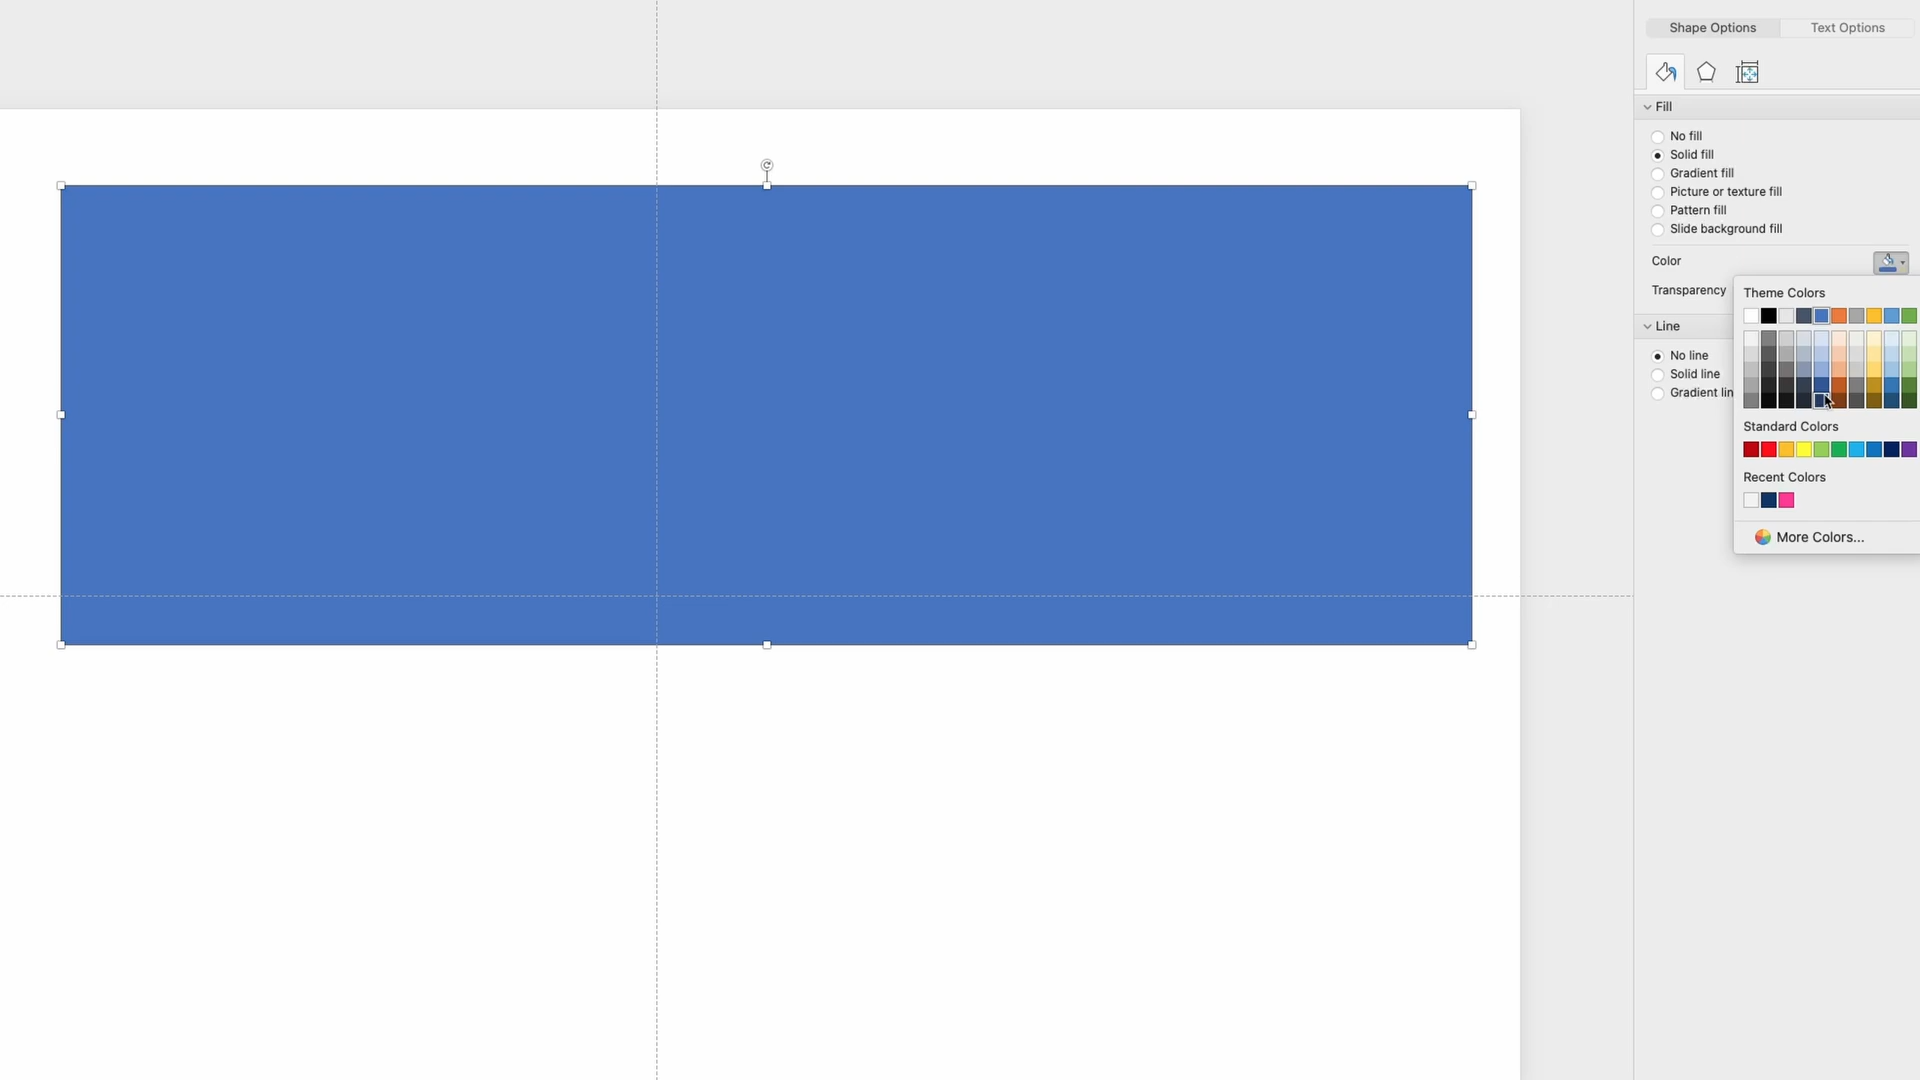 Shape Options
Text Options
Fill
No fill
Solid fill
Gradient fill
Picture or texture fill
Pattern fill
Slide background fill
Color
Transparency
Theme Colors
Line
No line
Solid line
Gradient lin
Standard Colors
Recent Colors
More Colors...